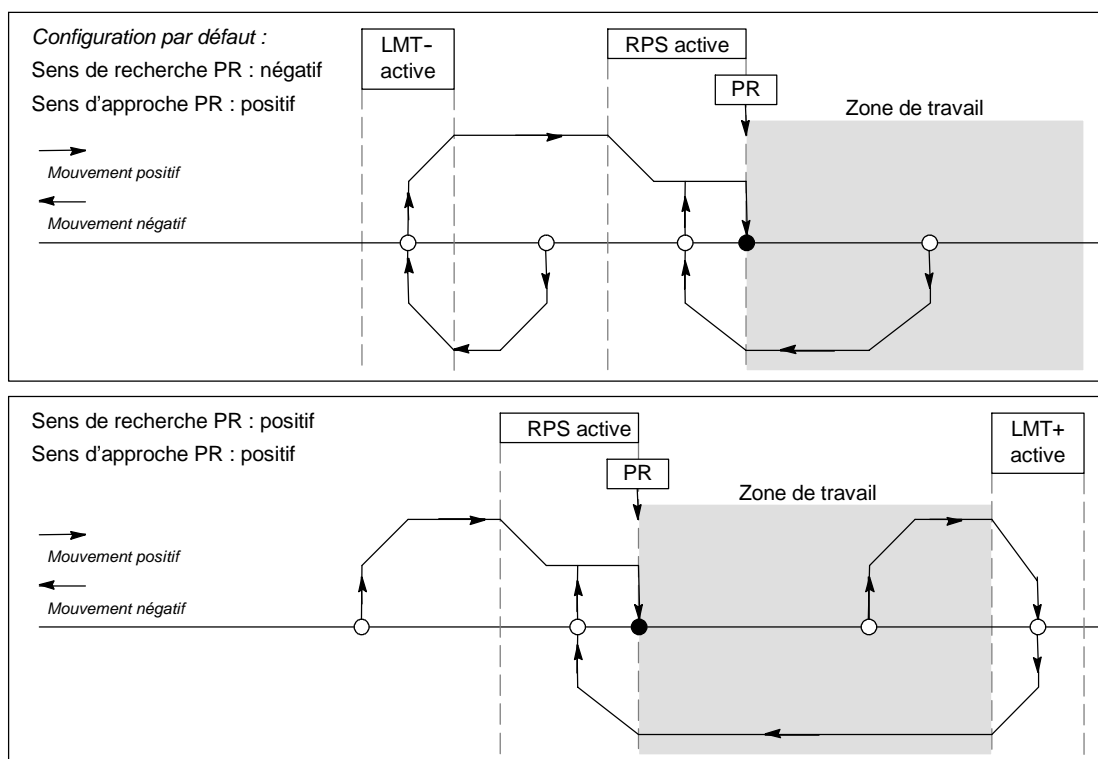 Configuration par défaut :
Sens de recherche PR : négatif
Sens d'approche PR : positif
LMT-
active
RPS active
PR
Zone de travail
Mouvement positif
Mouvement négatif
Sens de recherche PR : positif
Sens d'approche PR : positif
RPS active
PR
LMT+
active
Zone de travail
Mouvement positif
Mouvement négatif